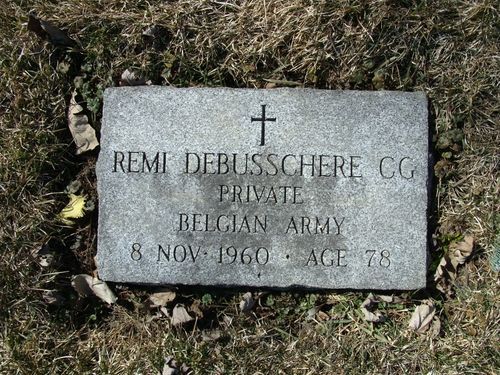 REMI DEBUSSCHERE CG
PRIVATE
BELGIAN ARMY
8 NOV · 1960 · AGE 78